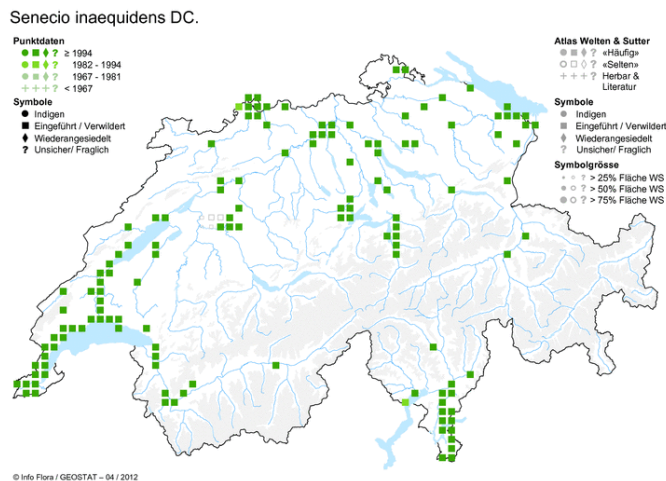 Senecio inaequidens DC.
Punktdaten
? ≥ 1994
? 1982 - 1994
? 1967 - 1981
< 1967
Symbole
Indigen
Eingeführt / Verwildert
Wiederangesiedelt
? Unsicher/ Fraglich
Atlas Welten & Sutter
? «Häufig»
? «Selten»
Herbar &
Literatur
Symbole
Indigen
Eingeführt / Verwildert
Wiederangesiedelt
? Unsicher/ Fraglich
Symbolgrösse
? > 25% Fläche WS
? > 50% Fläche WS
? > 75% Fläche WS
© Info Flora / GEOSTAT – 04 / 2012